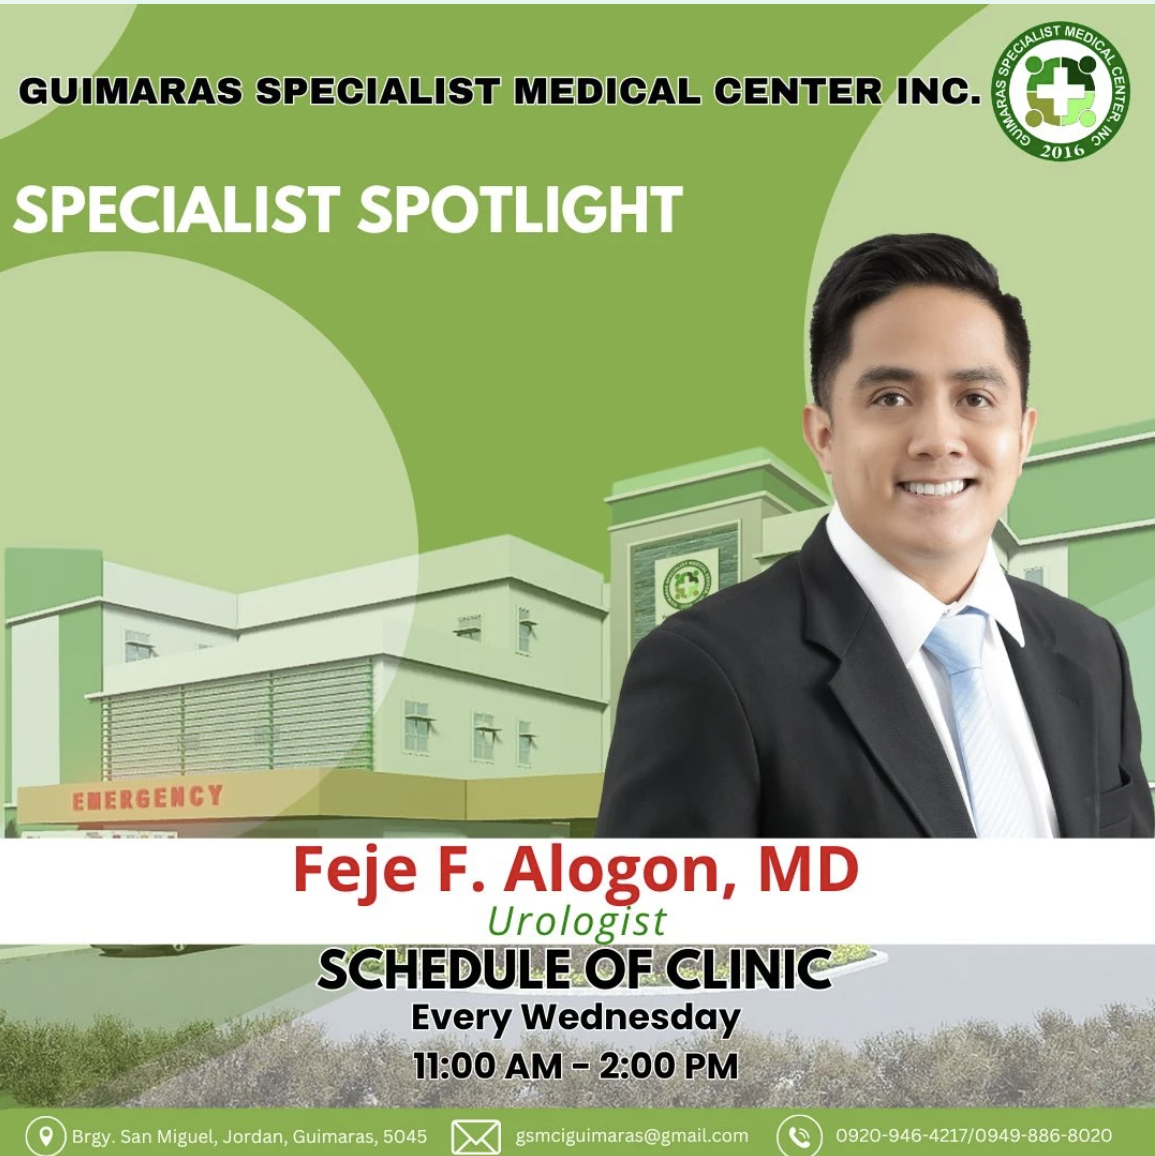 GUIMARAS SPECIALIST MEDICAL CENTER INC.
GUIMARAS SPECIALIST MEDICAL CENTER, INC
2016
SPECIALIST SPOTLIGHT
EMERGENCY
Feje F. Alogon, MD
Urologist
SCHEDULE OF CLINIC
Every Wednesday
11:00 AM - 2:00 PM
Brgy. San Miguel, Jordan, Guimaras, 5045
gsmciguimaras@gmail.com
0920-946-4217/0949-886-8020